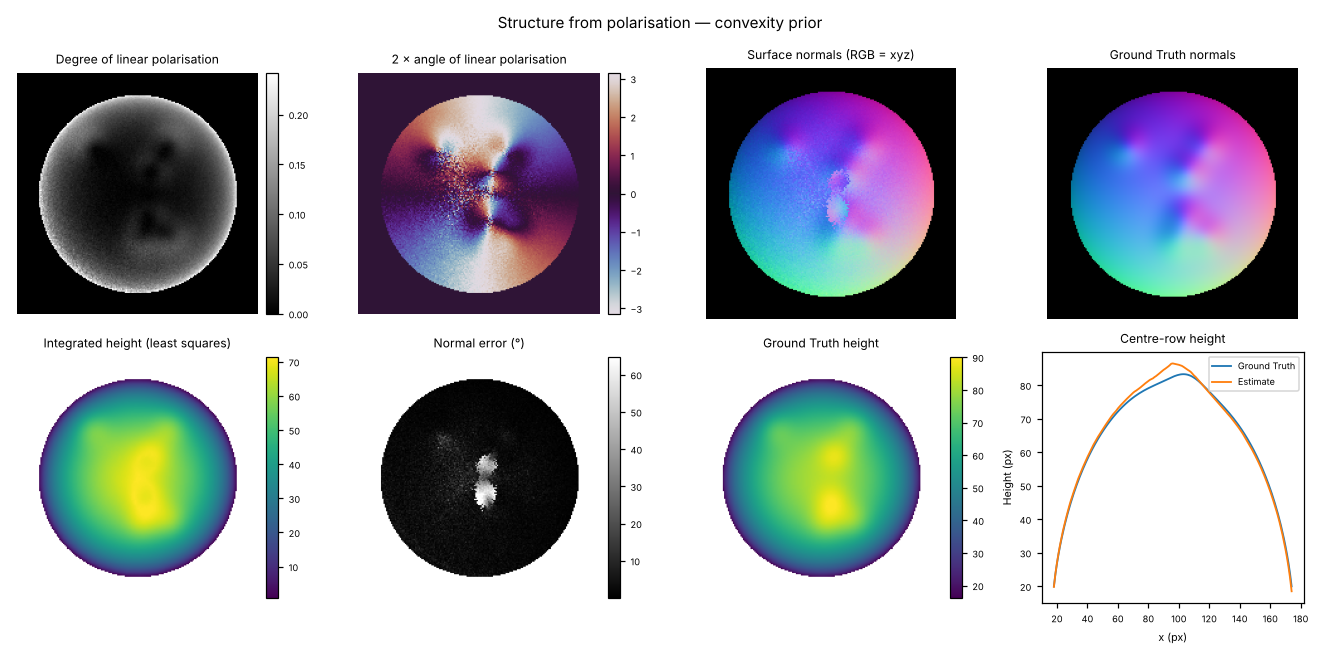 Structure from polarisation — convexity prior
Degree of linear polarisation
2 × angle of linear polarisation
Surface normals (RGB = xyz)
Ground Truth normals
0.20
0.15
0.10
0.05
0.00
3
2
1
0
−1
−2
−3
Integrated height (least squares)
Normal error (°)
Ground Truth height
Centre-row height
70
60
50
40
30
20
10
60
50
40
30
20
10
90
80
70
60
50
40
30
20
Height (px)
80
70
60
50
40
30
20
Ground Truth
Estimate
20 40 60 80 100 120 140 160 180
x (px)